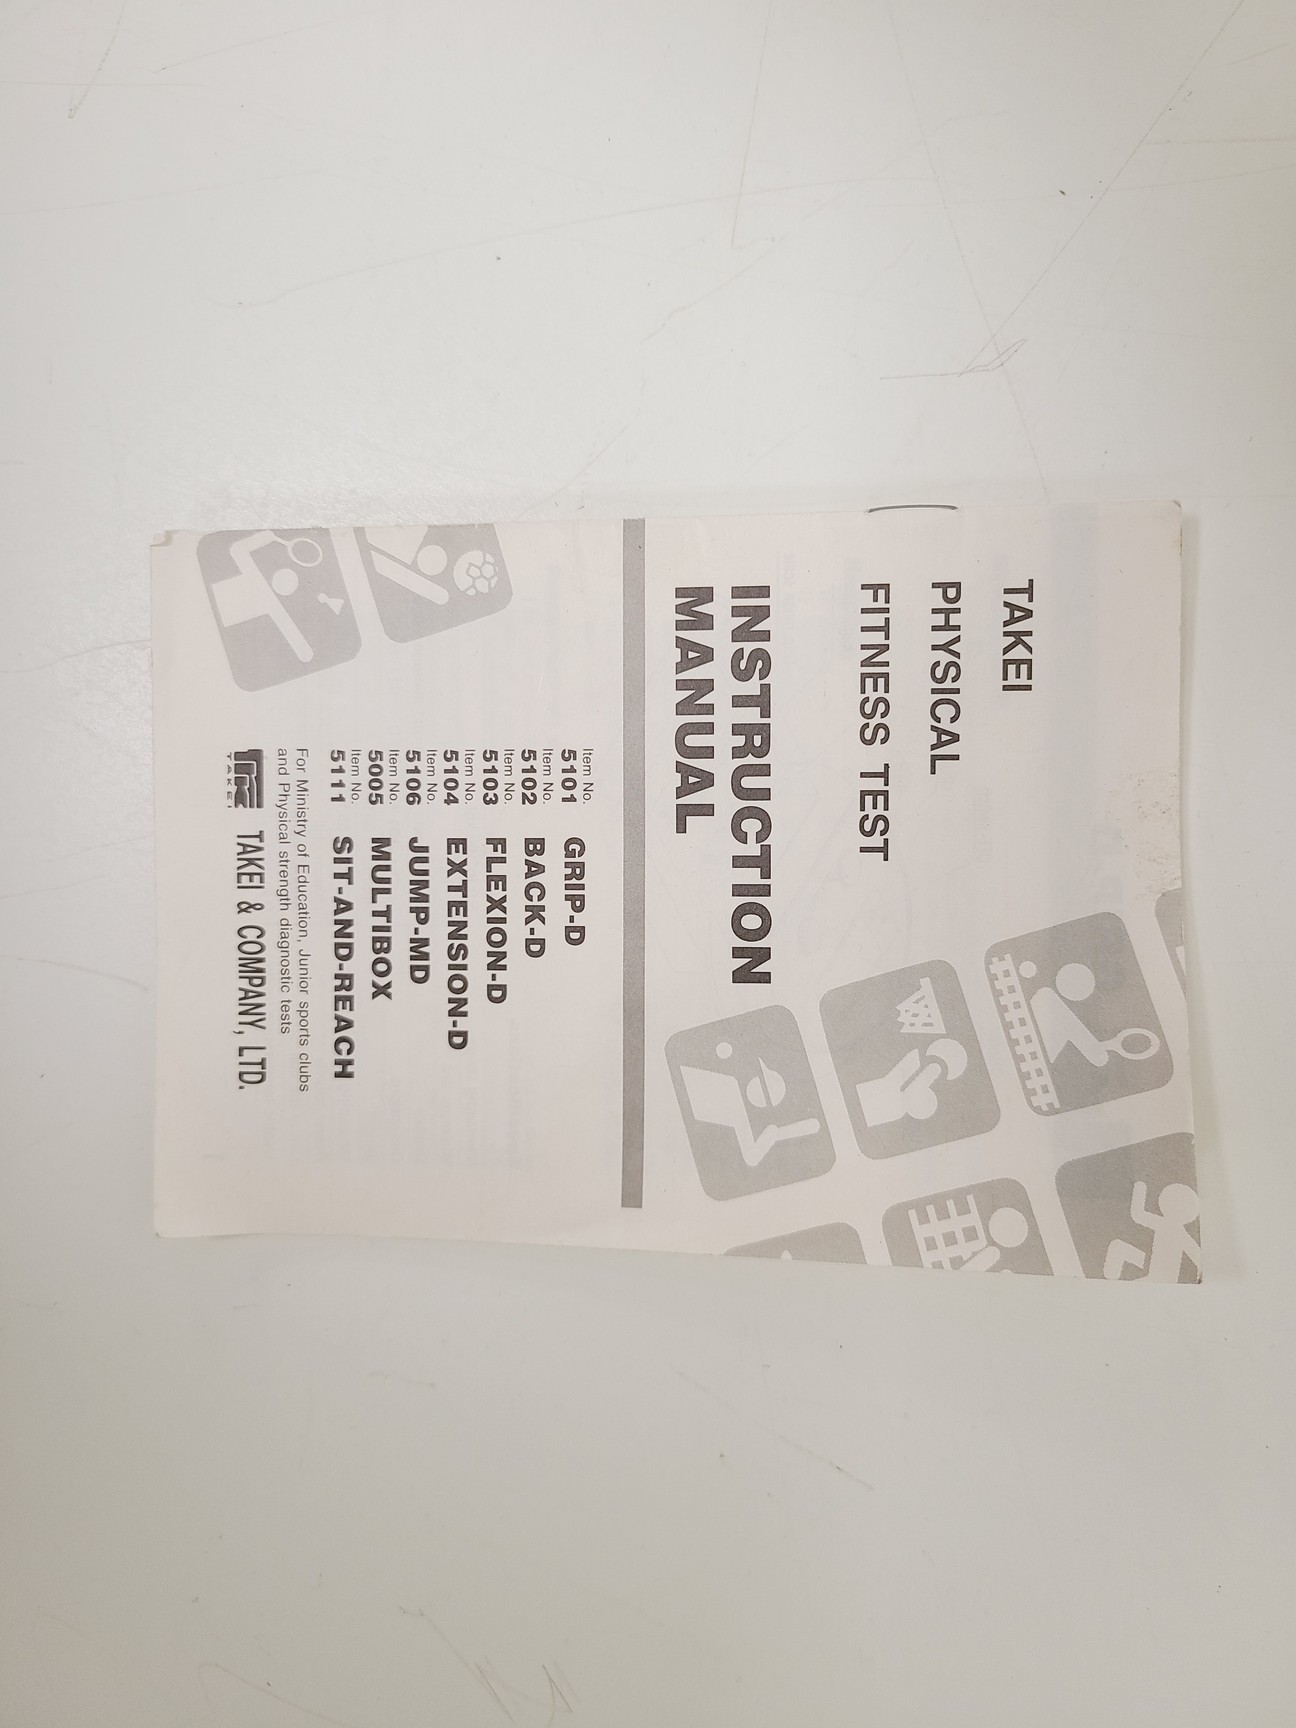 TAKEI
PHYSICAL
FITNESS TEST
INSTRUCTION
MANUAL
Item No.
5101 GRIP-D
Item No.
5102 BACK-D
Item No.
5103 FLEXION-D
Item No.
5104 EXTENSION-D
Item No.
5106 JUMP-MD
Item No.
5005 MULTIBOX
Item No.
5111 SIT-AND-REACH
For Ministry of Education, Junior sports clubs
and Physical strength diagnostic tests
TAKEI
TAKEI & COMPANY, LTD.